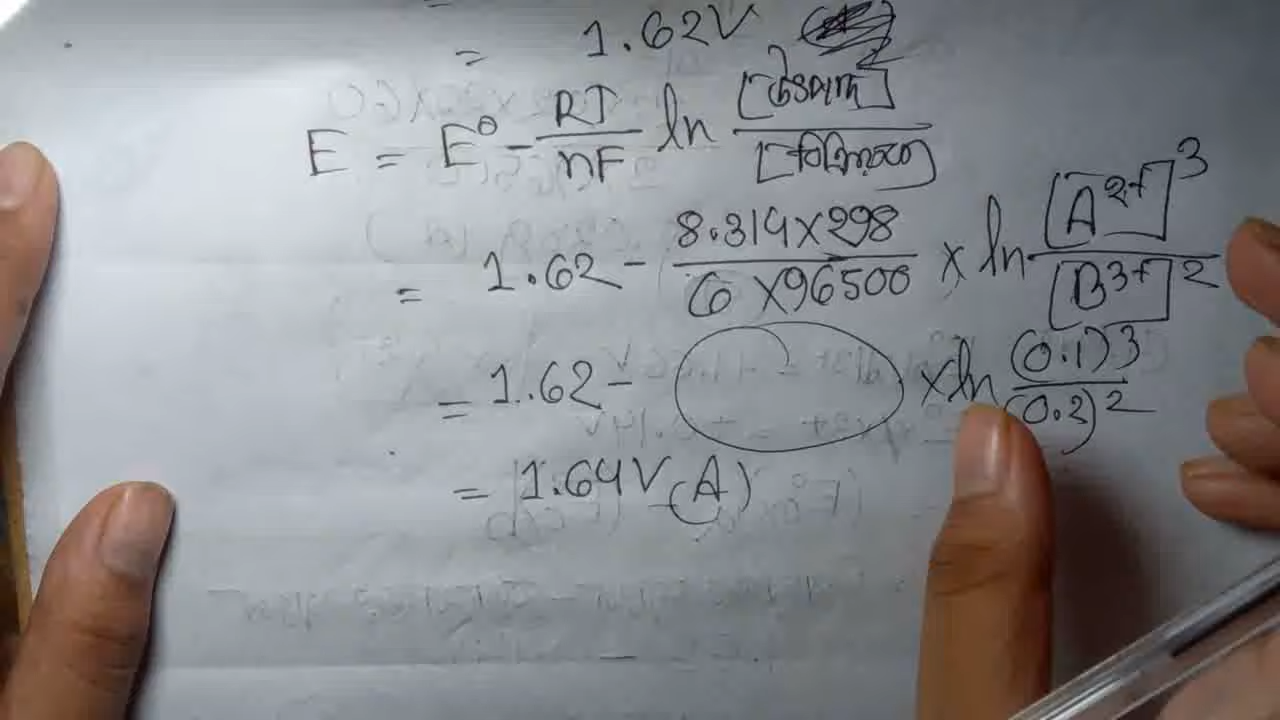 = 1.62V
E = E° - RT/nF ln [উৎপাদ]/[বিক্রিয়ক]
= 1.62 - 8.314×298/6×96500 × ln [A²⁺]³/[B³⁺]²
= 1.62 - × ln (0.1)³/(0.2)²
= 1.64V (A)